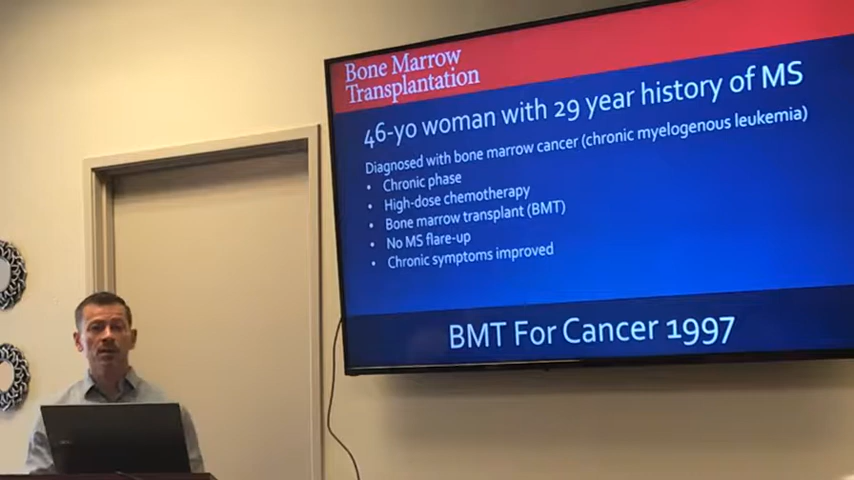 Bone Marrow
Transplantation
46-yo woman with 29 year history of MS
Diagnosed with bone marrow cancer (chronic myelogenous leukemia)
• Chronic phase
• High-dose chemotherapy
• Bone marrow transplant (BMT)
• No MS flare-up
• Chronic symptoms improved
BMT For Cancer 1997